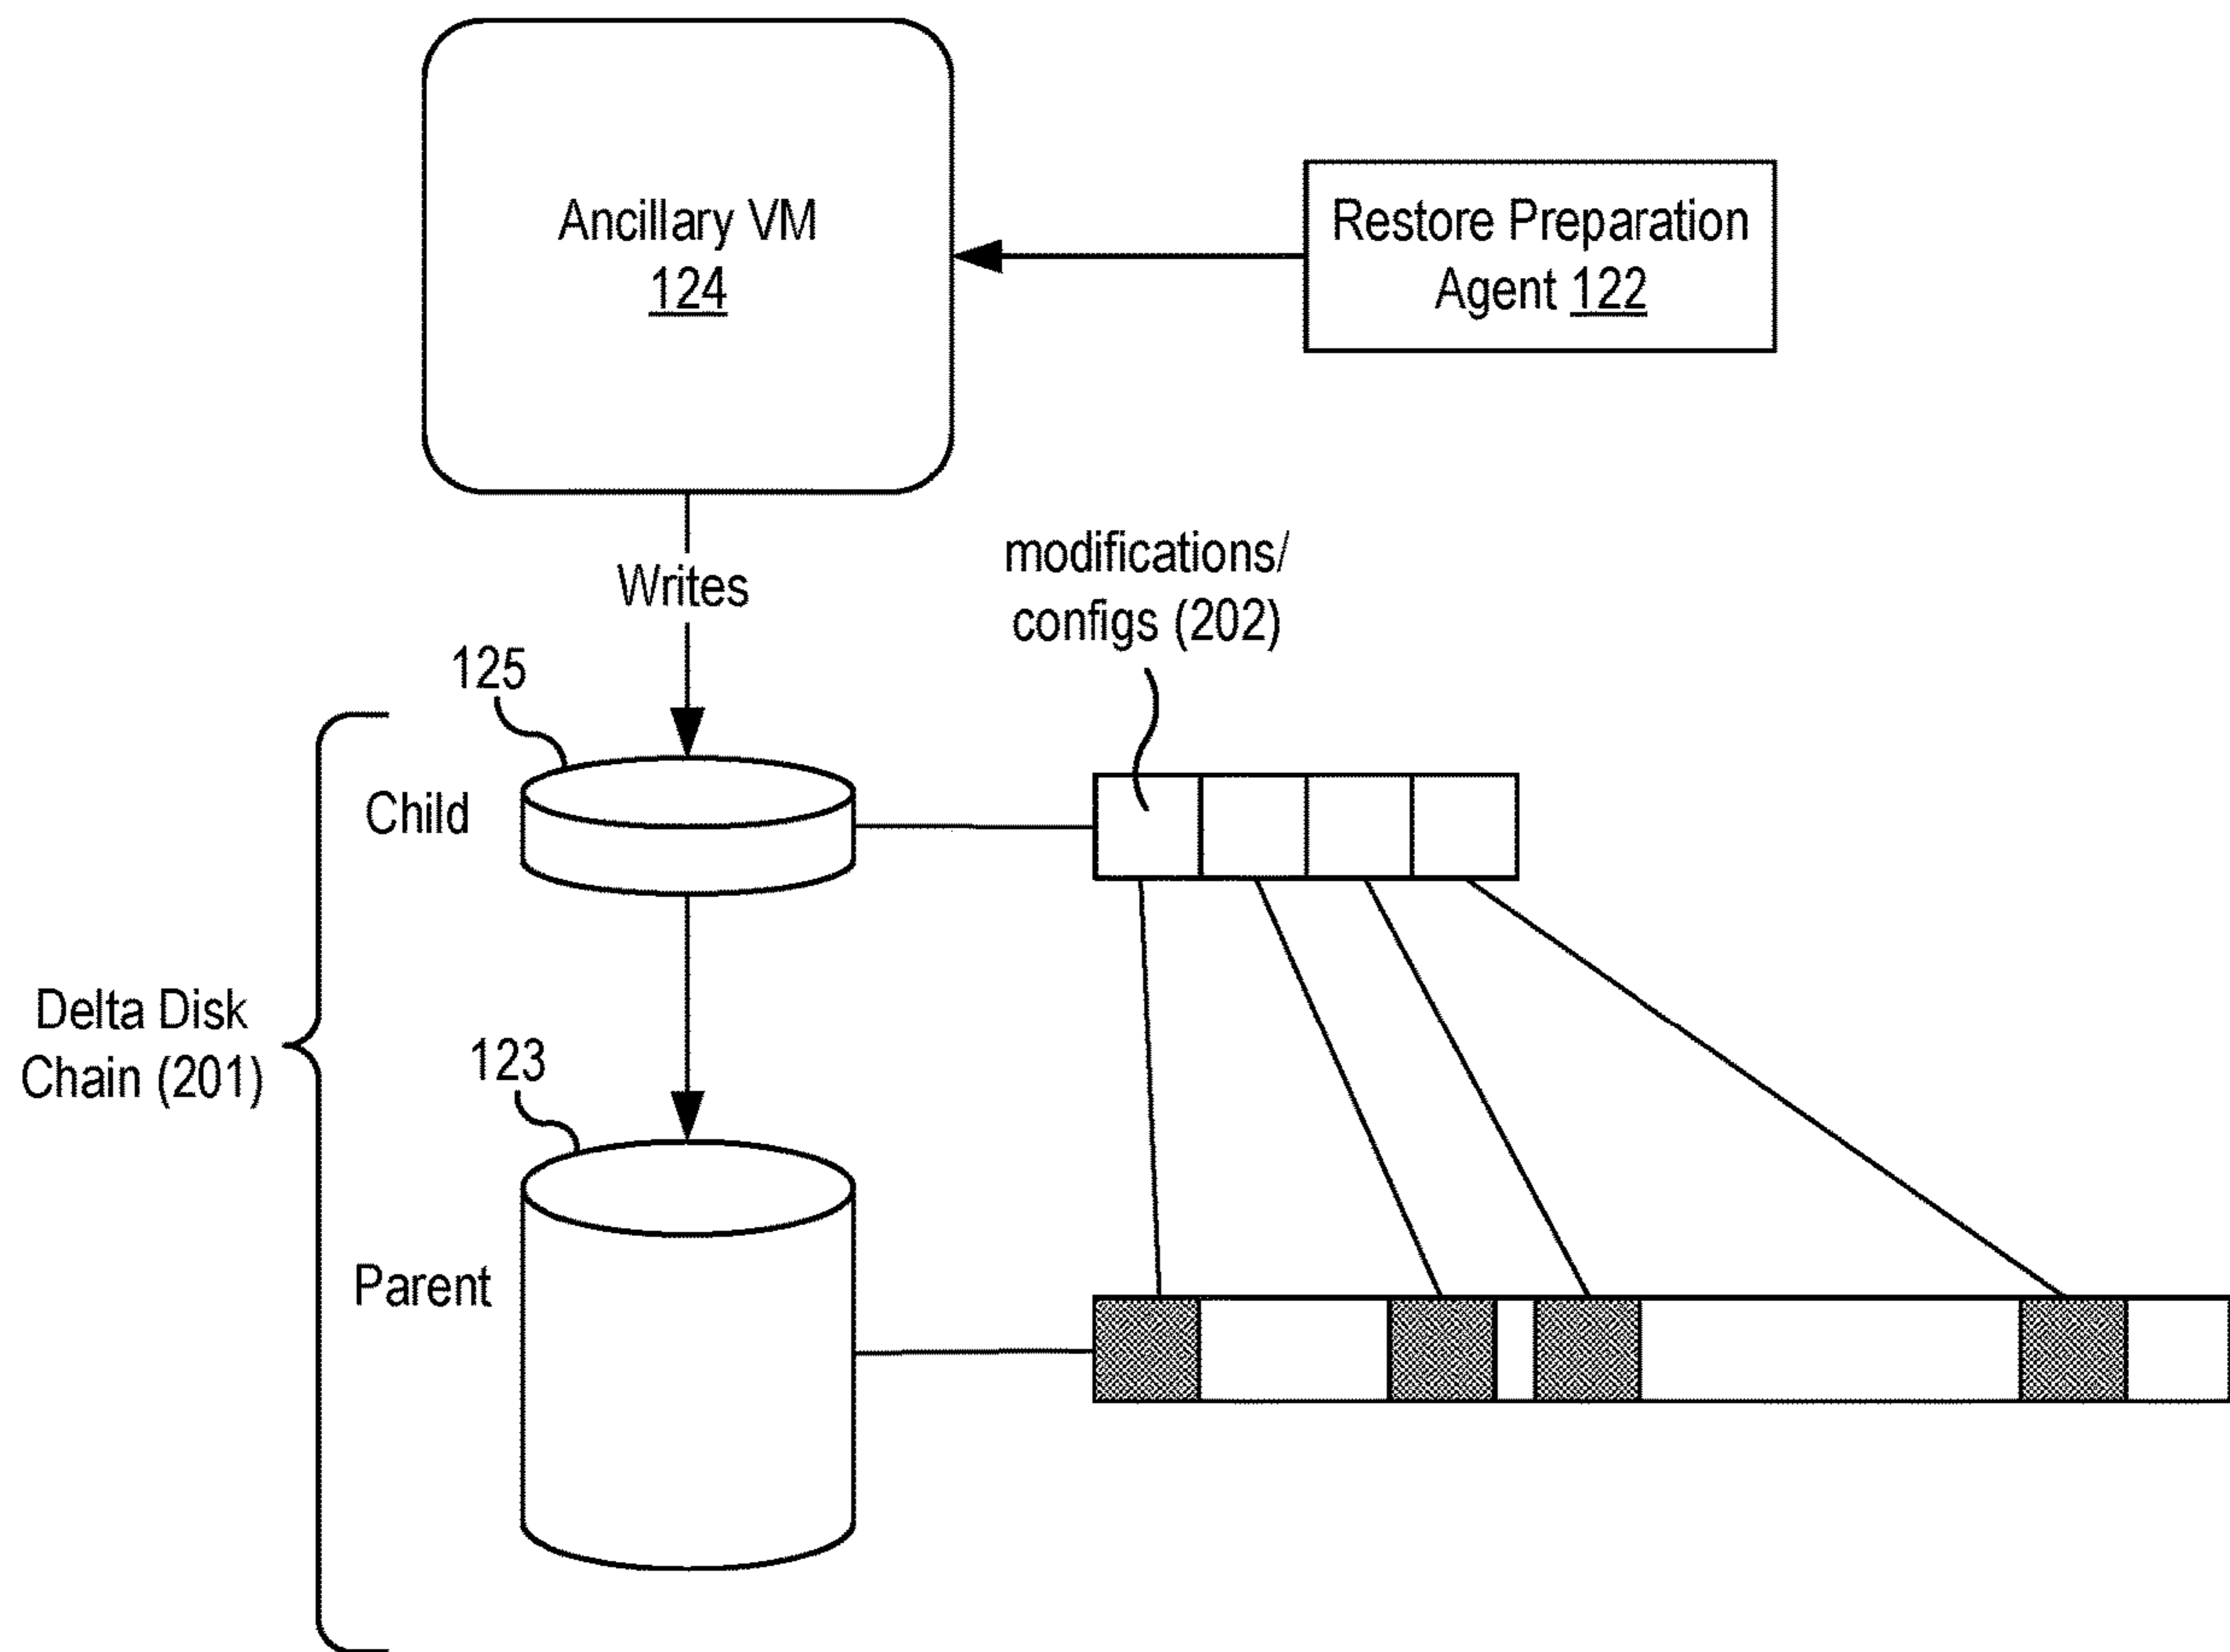 Ancillary VM
124
Restore Preparation
Agent 122
Writes
modifications/
configs (202)
125
Child
Delta Disk
Chain (201)
123
Parent